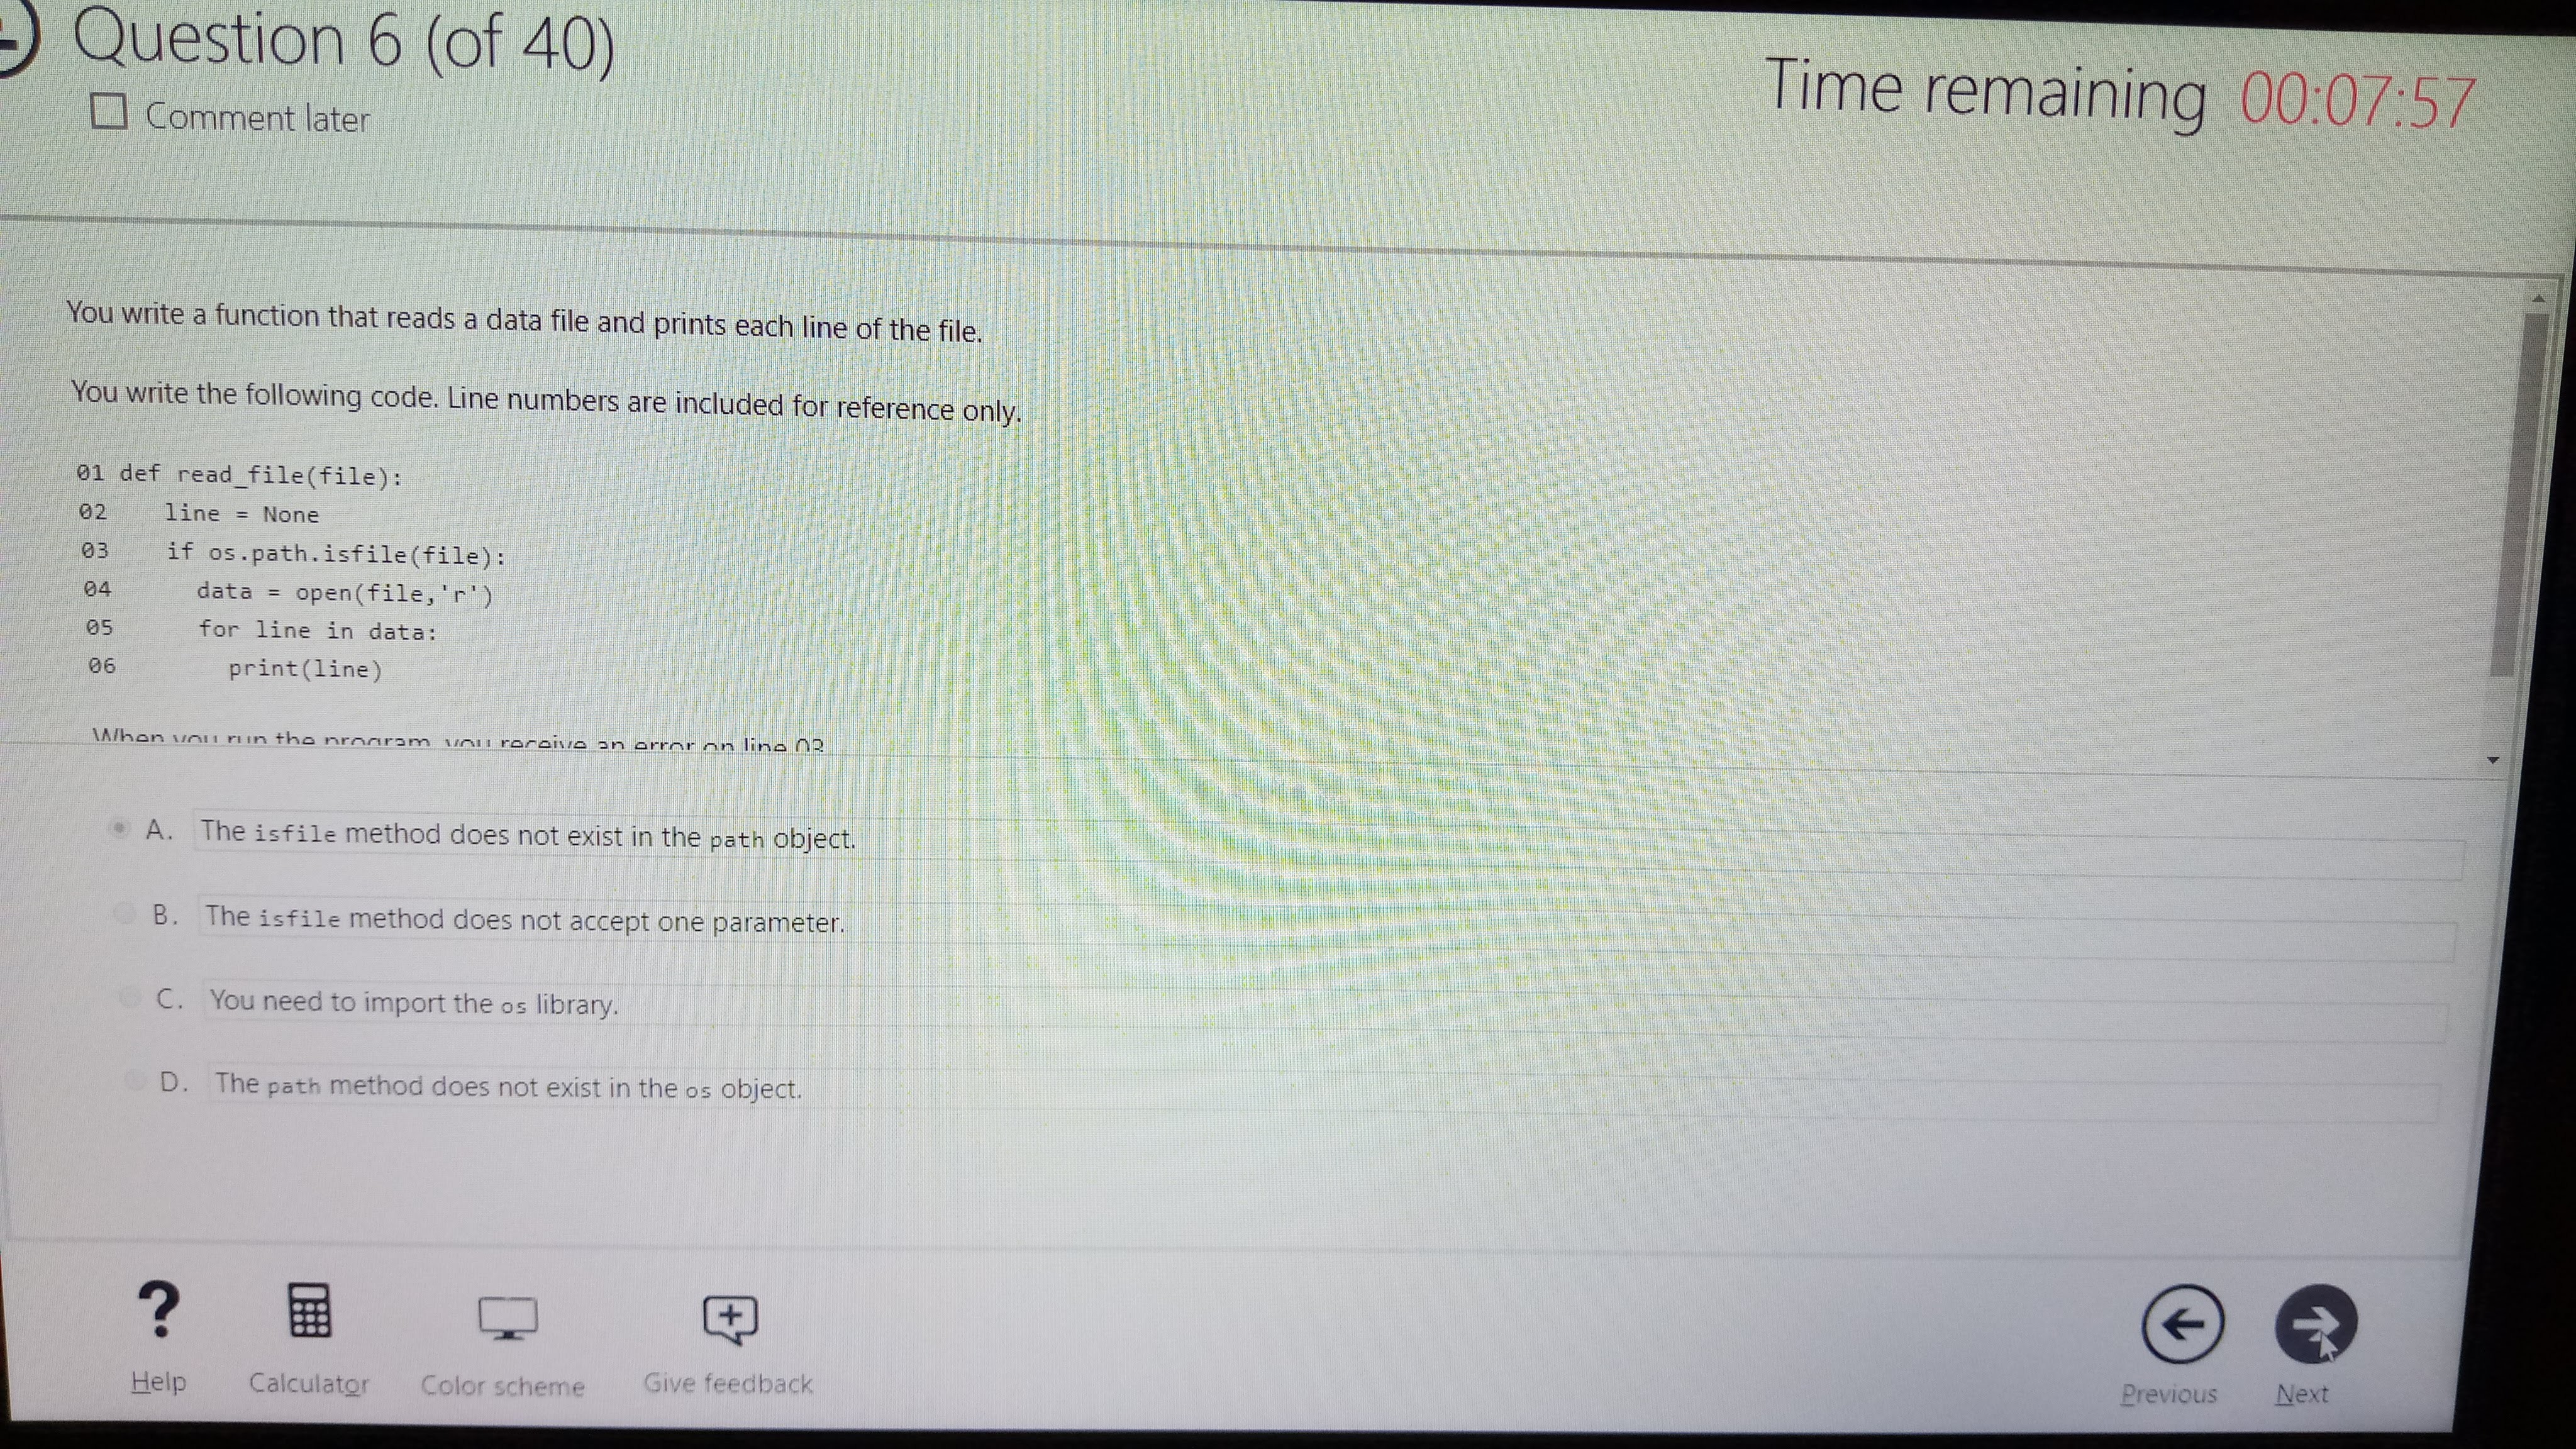 Question 6 (of 40)
Time remaining 00:07:57
Comment later
You write a function that reads a data file and prints each line of the file.
You write the following code. Line numbers are included for reference only.
01 def read_file(file):
02 line = None
03 if os.path.isfile(file):
04 data = open(file,'r')
05 for line in data:
06 print(line)
When you run the program, you receive an error on line 03
A. The isfile method does not exist in the path object.
B. The isfile method does not accept one parameter.
C. You need to import the os library.
D. The path method does not exist in the os object.
Help
Calculator
Color scheme
Give feedback
Previous
Next